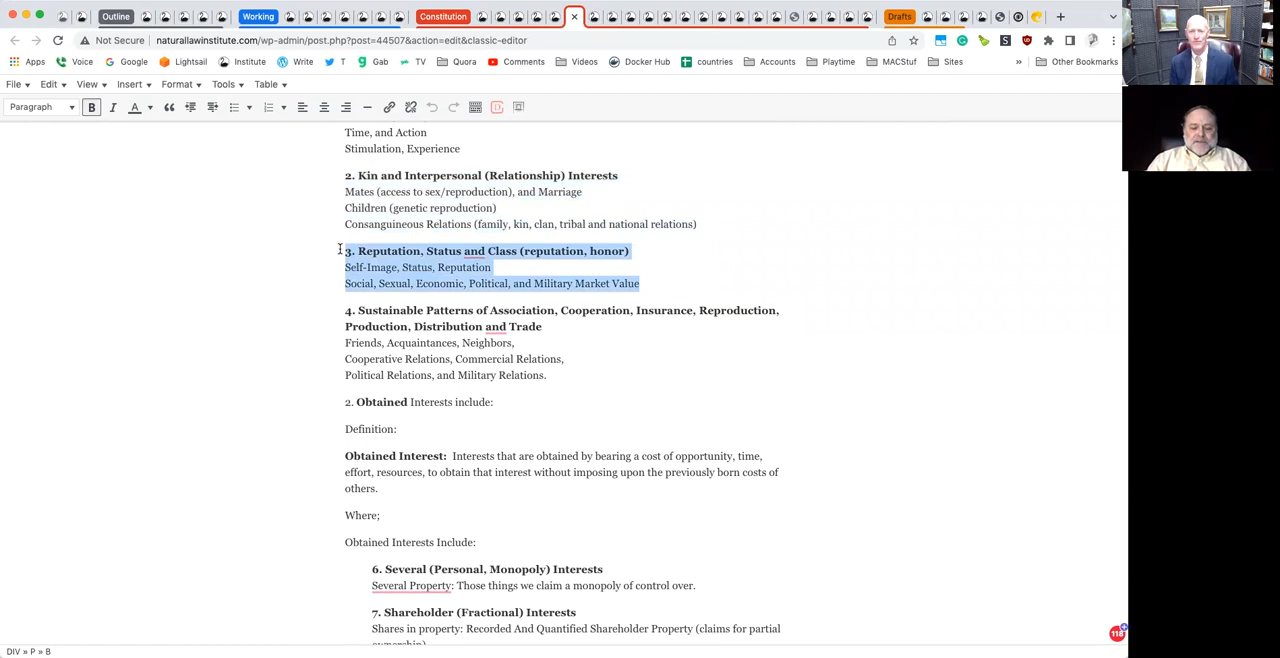 Outline
Working
Constitution
Drafts
Not Secure
naturallawinstitute.com/wp-admin/post.php?post=44507&action=edit&classic-editor
Apps
Voice
Google
Lightsail
Institute
Write
T
Gab
TV
Quora
Comments
Videos
Docker Hub
countries
Accounts
Playtime
MACStuf
Sites
»
Other Bookmarks
File
Edit
View
Insert
Format
Tools
Table
Paragraph
Time, and Action
Stimulation, Experience
2. Kin and Interpersonal (Relationship) Interests
Mates (access to sex/reproduction), and Marriage
Children (genetic reproduction)
Consanguineous Relations (family, kin, clan, tribal and national relations)
3. Reputation, Status and Class (reputation, honor)
Self-Image, Status, Reputation
Social, Sexual, Economic, Political, and Military Market Value
4. Sustainable Patterns of Association, Cooperation, Insurance, Reproduction,
Production, Distribution and Trade
Friends, Acquaintances, Neighbors,
Cooperative Relations, Commercial Relations,
Political Relations, and Military Relations.
2. Obtained Interests include:
Definition:
Obtained Interest: Interests that are obtained by bearing a cost of opportunity, time,
effort, resources, to obtain that interest without imposing upon the previously born costs of
others.
Where;
Obtained Interests Include:
6. Several (Personal, Monopoly) Interests
Several Property: Those things we claim a monopoly of control over.
7. Shareholder (Fractional) Interests
Shares in property: Recorded And Quantified Shareholder Property (claims for partial
ownership)
118
DIV » P » B